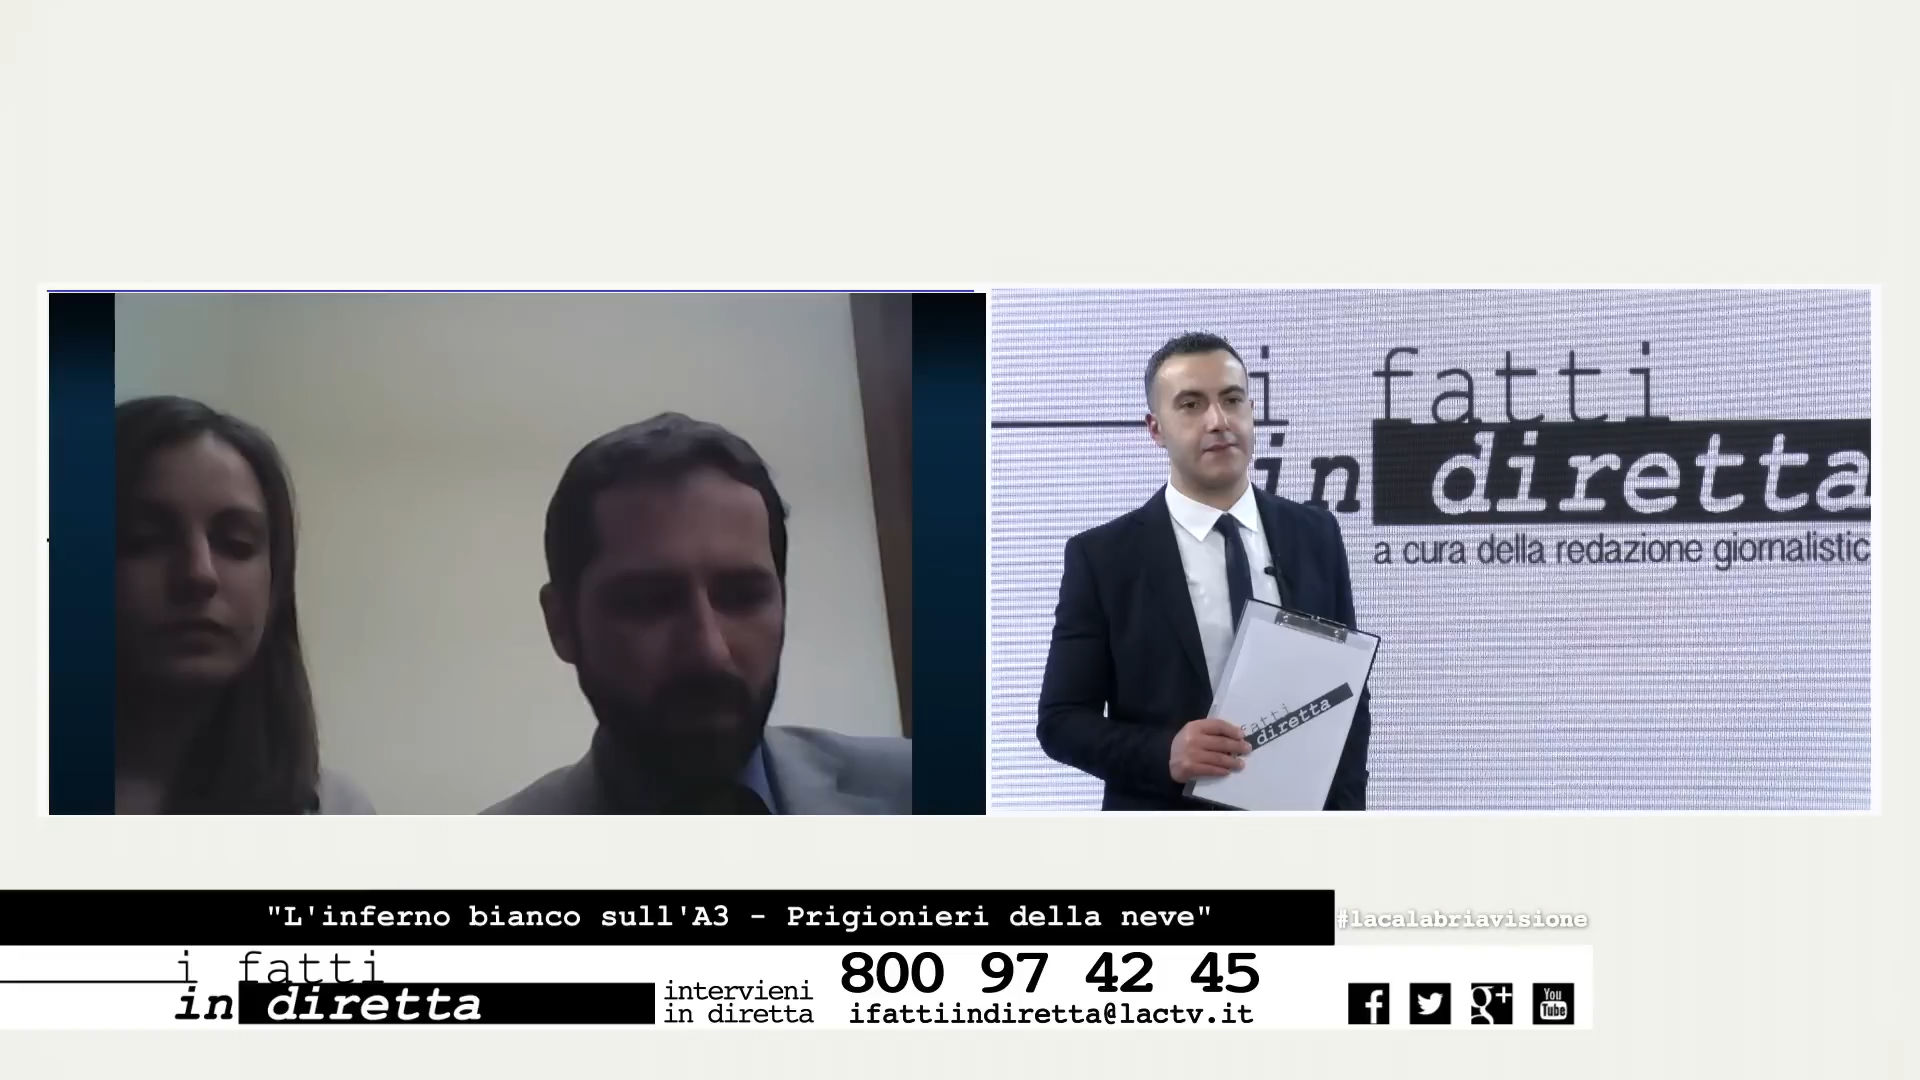 i fatti
in diretta
a cura della redazione giornalistic
fatti
diretta
"L'inferno bianco sull'A3 - Prigionieri della neve"
#lacalabriavisione
i fatti
in diretta
intervieni
in diretta
800 97 42 45
ifattiindiretta@lactv.it
f
g+
You
Tube